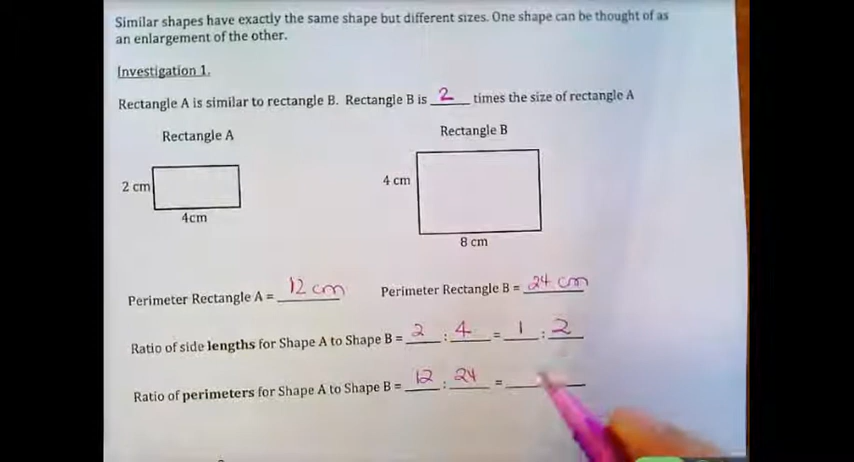 Similar shapes have exactly the same shape but different sizes. One shape can be thought of as
an enlargement of the other.
Investigation 1.
Rectangle A is similar to rectangle B. Rectangle B is 2 times the size of rectangle A
Rectangle A
Rectangle B
2 cm
4cm
4 cm
8 cm
Perimeter Rectangle A = 12 cm
Perimeter Rectangle B = 24 cm
Ratio of side lengths for Shape A to Shape B = 2 : 4 = 1 : 2
Ratio of perimeters for Shape A to Shape B = 12 : 24 =